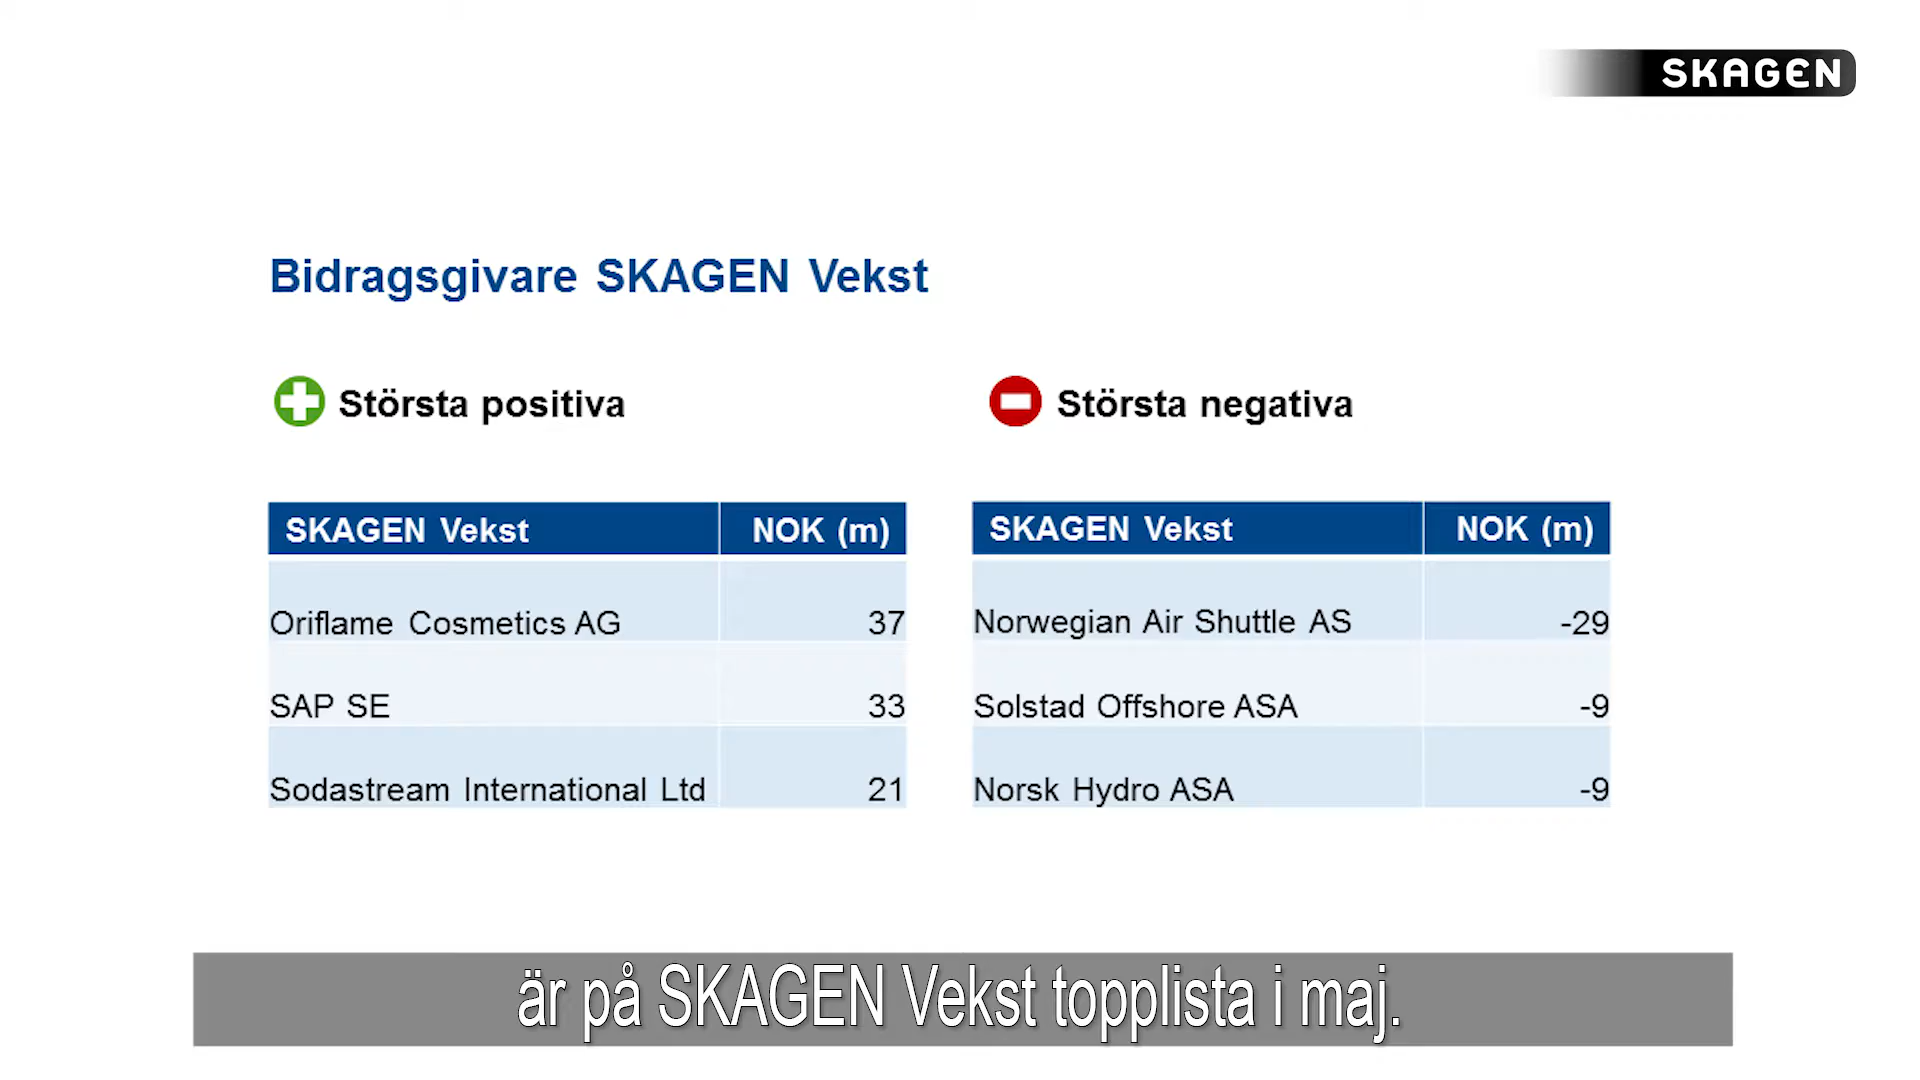 SKAGEN
Bidragsgivare SKAGEN Vekst
Största positiva
SKAGEN Vekst NOK (m)
Oriflame Cosmetics AG 37
SAP SE 33
Sodastream International Ltd 21
Största negativa
SKAGEN Vekst NOK (m)
Norwegian Air Shuttle AS -29
Solstad Offshore ASA -9
Norsk Hydro ASA -9
är på SKAGEN Vekst topplista i maj.